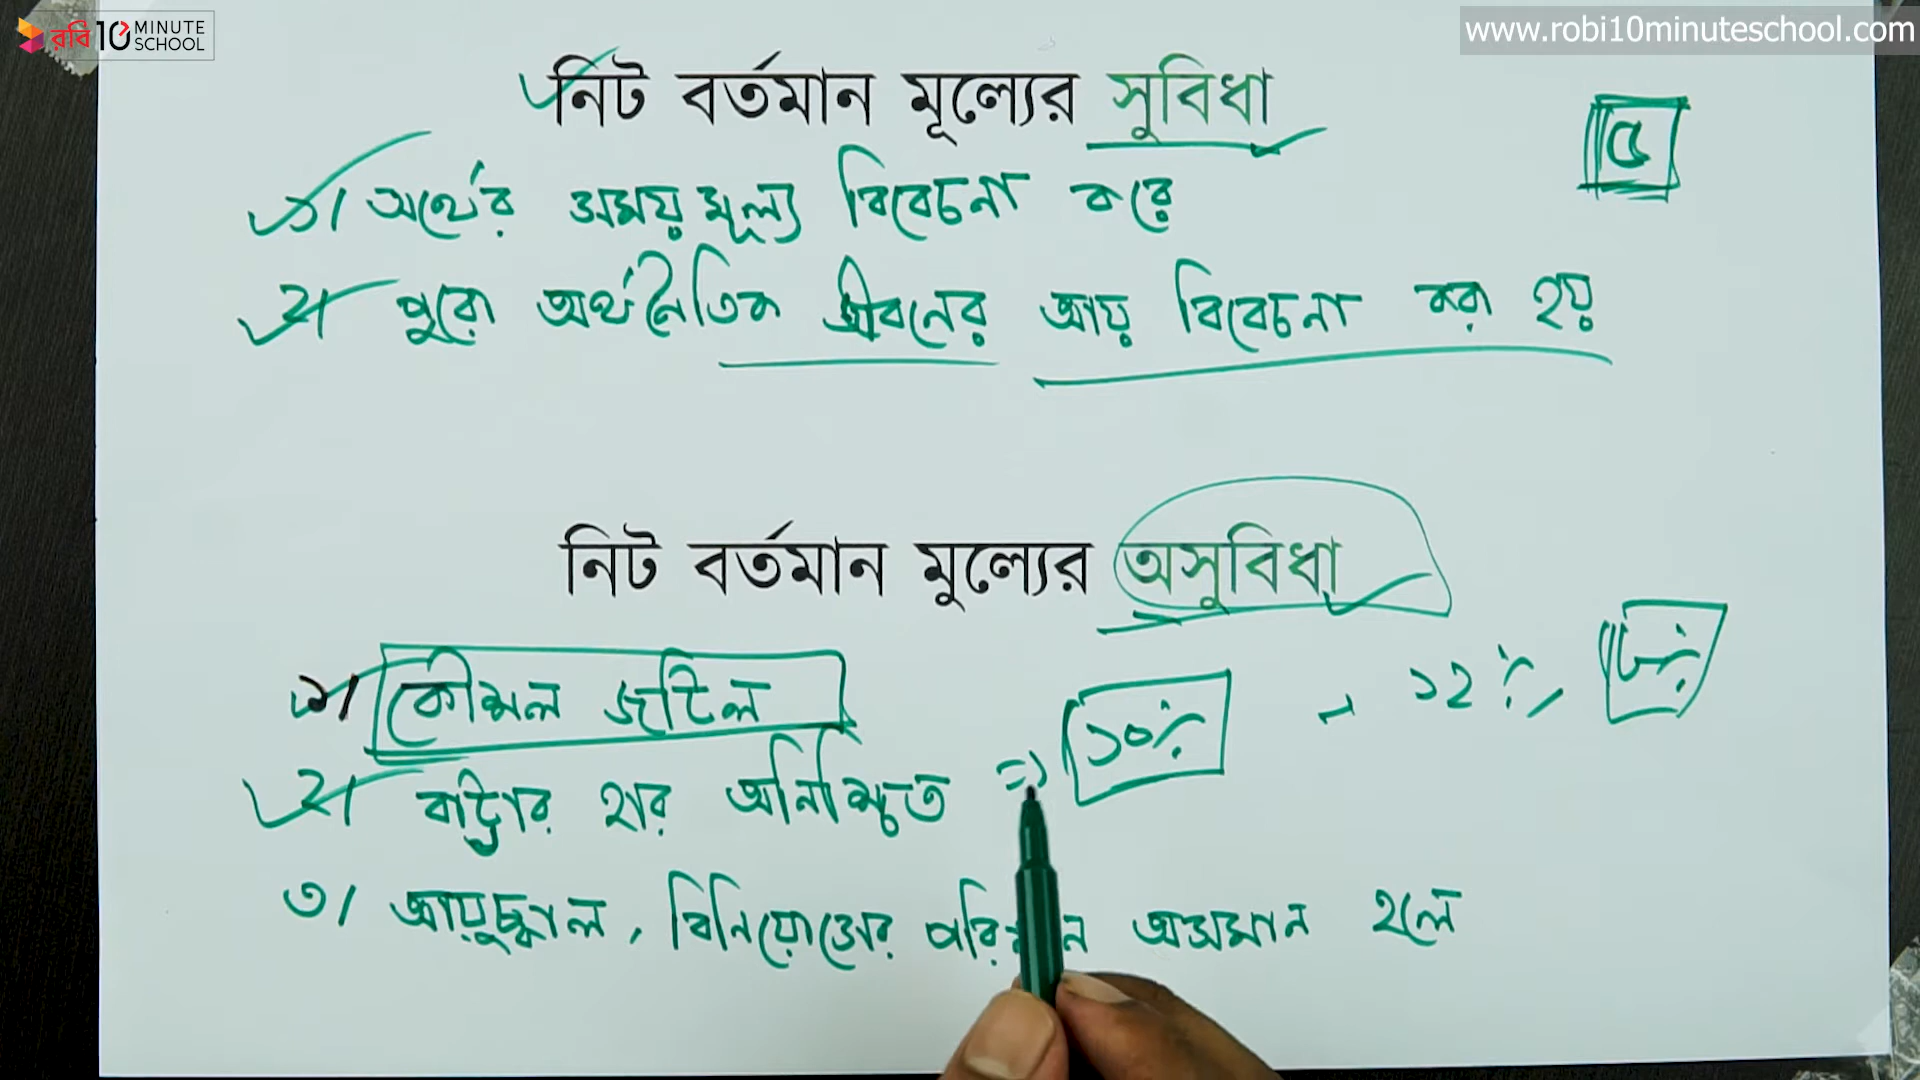 রবি 10 MINUTE SCHOOL
www.robi10minuteschool.com
নিট বর্তমান মূল্যের সুবিধা
৫
১। অর্থের সময় মূল্য বিবেচনা করে
২। পুরো অর্থনৈতিক জীবনের আয় বিবেচনা করা হয়
নিট বর্তমান মূল্যের অসুবিধা
১। কৌশল জটিল
১০% - ১২%, ৮%
২। বাট্টার হার অনিশ্চিত =>
৩। আয়ুষ্কাল, বিনিয়োগের অসমান হলে